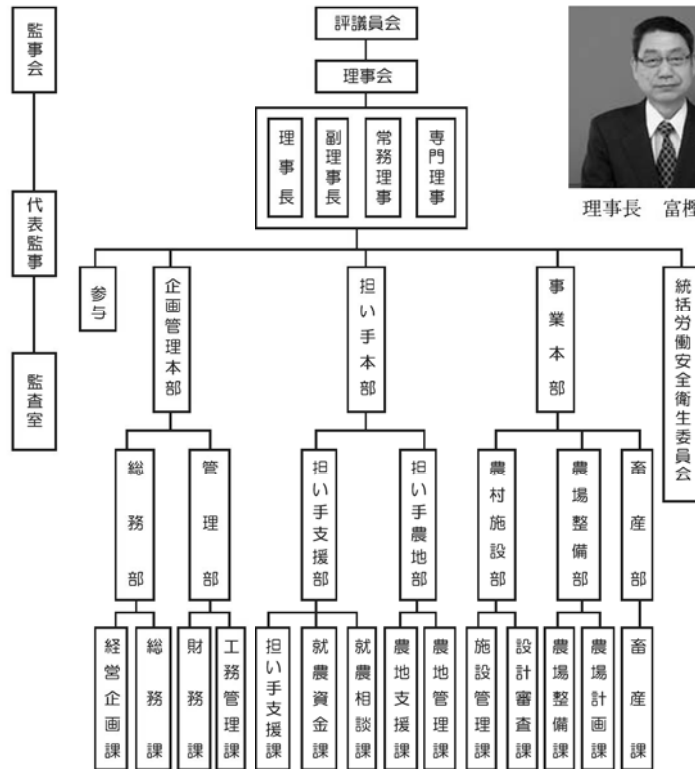 監事会
代表監事
監査室
評議員会
理事会
理事長
副理事長
常務理事
専門理事
理事長 富樫
参与
企画管理本部
担い手本部
事業本部
統括労働安全衛生委員会
総務部
管理部
担い手支援部
担い手農地部
農村施設部
農場整備部
畜産部
経営企画課
総務課
財務課
工務管理課
担い手支援課
就農資金課
就農相談課
農地支援課
農地管理課
施設管理課
設計審査課
農場整備課
農場計画課
畜産課